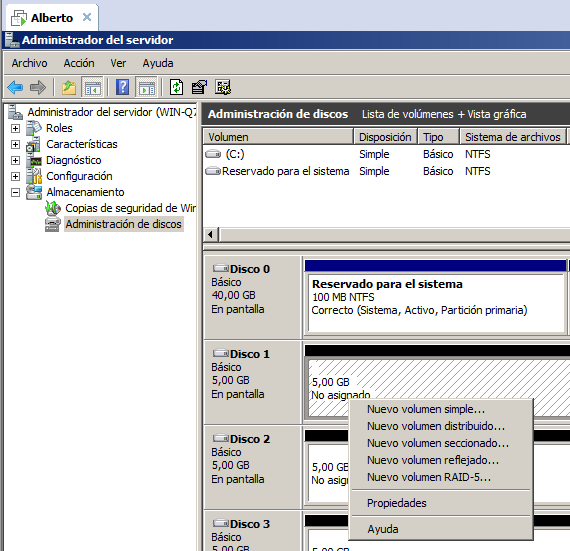 Alberto
Administrador del servidor
Archivo Acción Ver Ayuda
Administrador del servidor (WIN-Q7
Roles
Características
Diagnóstico
Configuración
Almacenamiento
Copias de seguridad de Wir
Administración de discos
Administración de discos Lista de volúmenes + Vista gráfica
Volumen Disposición Tipo Sistema de archivos
(C:) Simple Básico NTFS
Reservado para el sistema Simple Básico NTFS
Disco 0
Básico
40,00 GB
En pantalla
Reservado para el sistema
100 MB NTFS
Correcto (Sistema, Activo, Partición primaria)
Disco 1
Básico
5,00 GB
En pantalla
5,00 GB
No asignado
Nuevo volumen simple...
Nuevo volumen distribuido...
Nuevo volumen seccionado...
Nuevo volumen reflejado...
Nuevo volumen RAID-5...
Propiedades
Ayuda
Disco 2
Básico
5,00 GB
En pantalla
5,00 GB
No asig
Disco 3
Básico
5,00 GB
5,00 GB